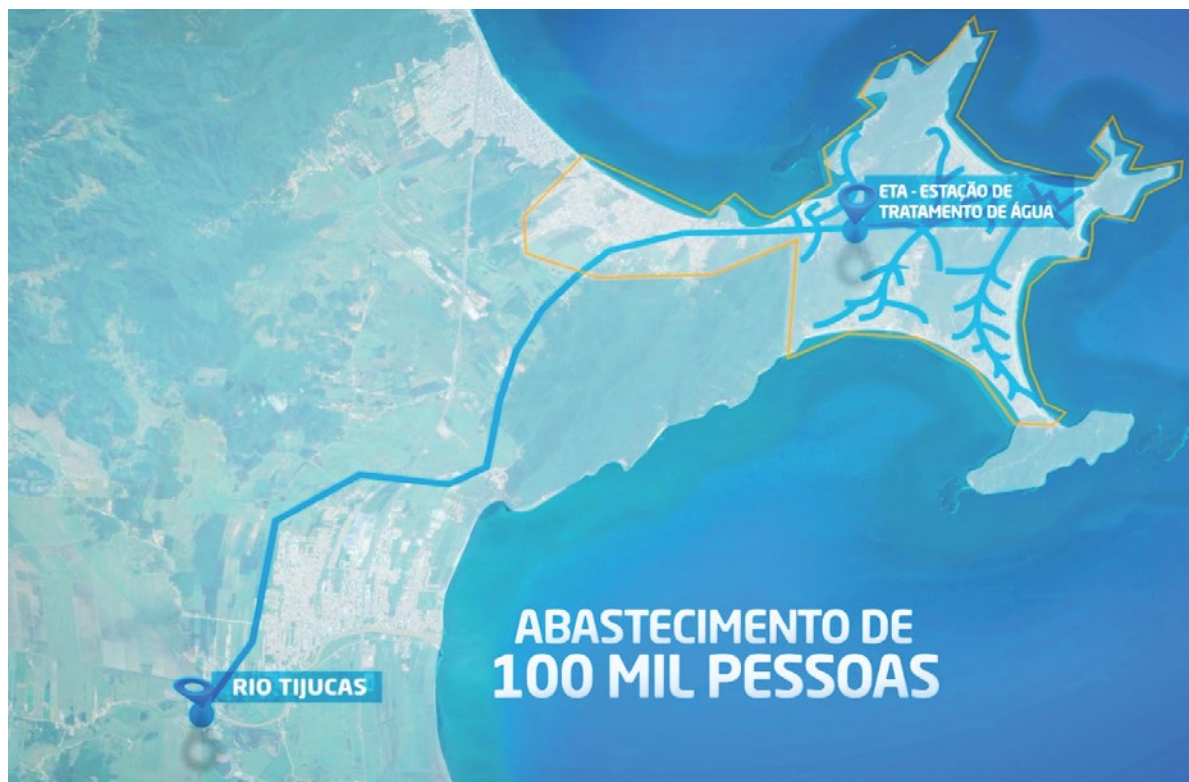 ETA - ESTAÇÃO DE
TRATAMENTO DE ÁGUA
ABASTECIMENTO DE
100 MIL PESSOAS
RIO TIJUCAS